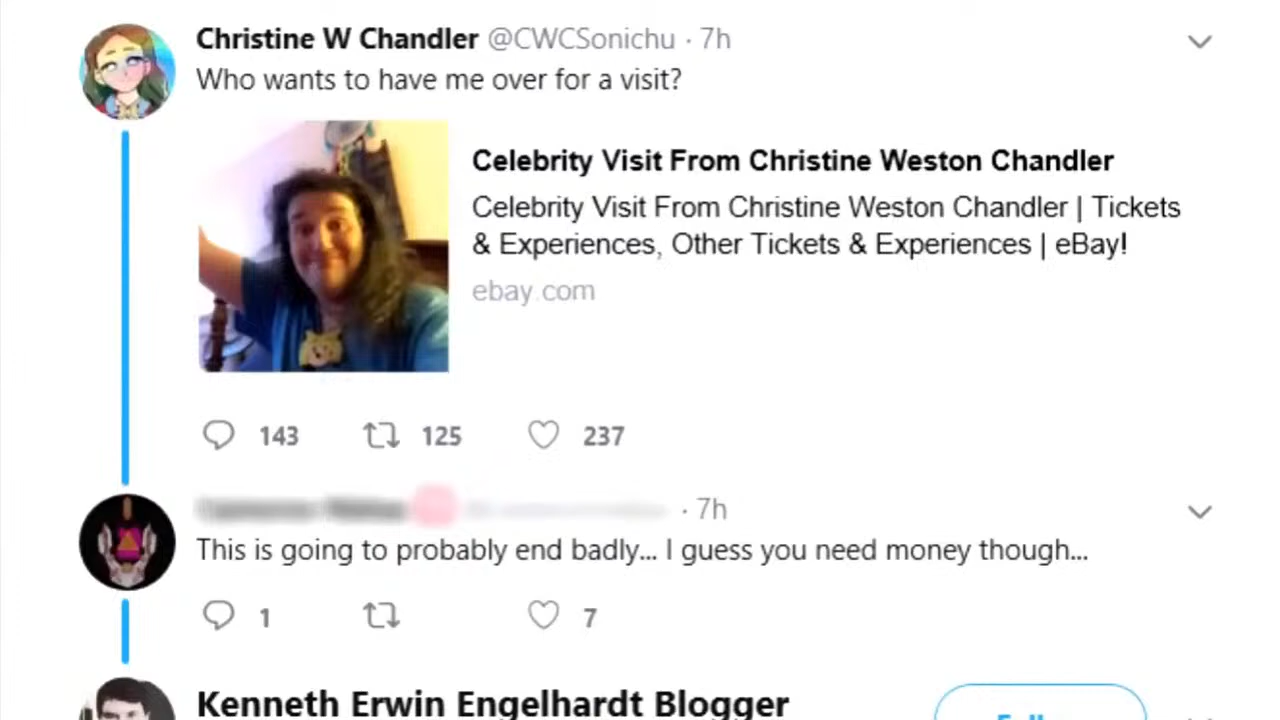 Christine W Chandler @CWCSonichu · 7h
Who wants to have me over for a visit?
Celebrity Visit From Christine Weston Chandler
Celebrity Visit From Christine Weston Chandler | Tickets
& Experiences, Other Tickets & Experiences | eBay!
ebay.com
143 125 237
· 7h
This is going to probably end badly... I guess you need money though...
1 7
Kenneth Erwin Engelhardt Blogger